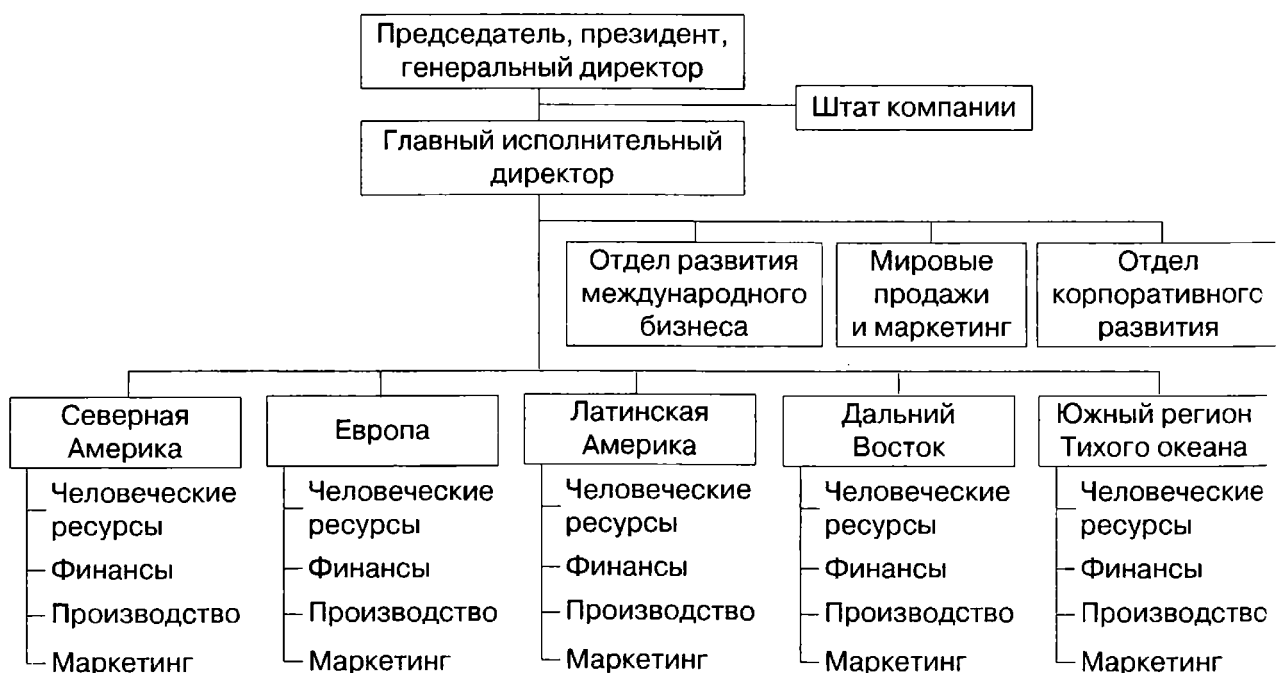 Председатель, президент,
генеральный директор
Штат компании
Главный исполнительный
директор
Отдел развития
международного
бизнеса
Мировые
продажи
и маркетинг
Отдел
корпоративного
развития
Северная
Америка
Человеческие
ресурсы
Финансы
Производство
Маркетинг
Европа
Человеческие
ресурсы
Финансы
Производство
Маркетинг
Латинская
Америка
Человеческие
ресурсы
Финансы
Производство
Маркетинг
Дальний
Восток
Человеческие
ресурсы
Финансы
Производство
Маркетинг
Южный регион
Тихого океана
Человеческие
ресурсы
Финансы
Производство
Маркетинг